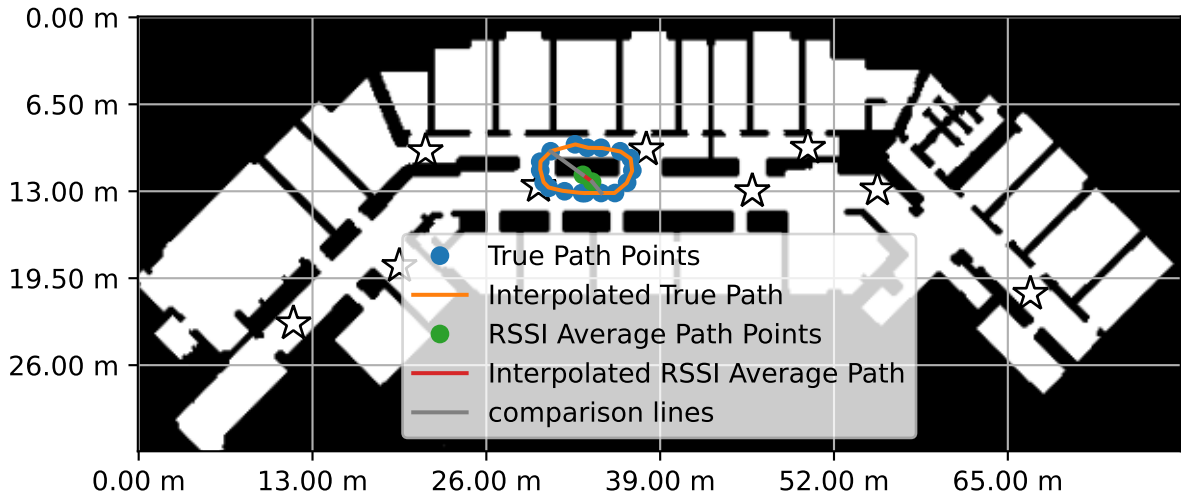 0.00 m
6.50 m
13.00 m
19.50 m
26.00 m
True Path Points
Interpolated True Path
RSSI Average Path Points
Interpolated RSSI Average Path
comparison lines
0.00 m 13.00 m 26.00 m 39.00 m 52.00 m 65.00 m